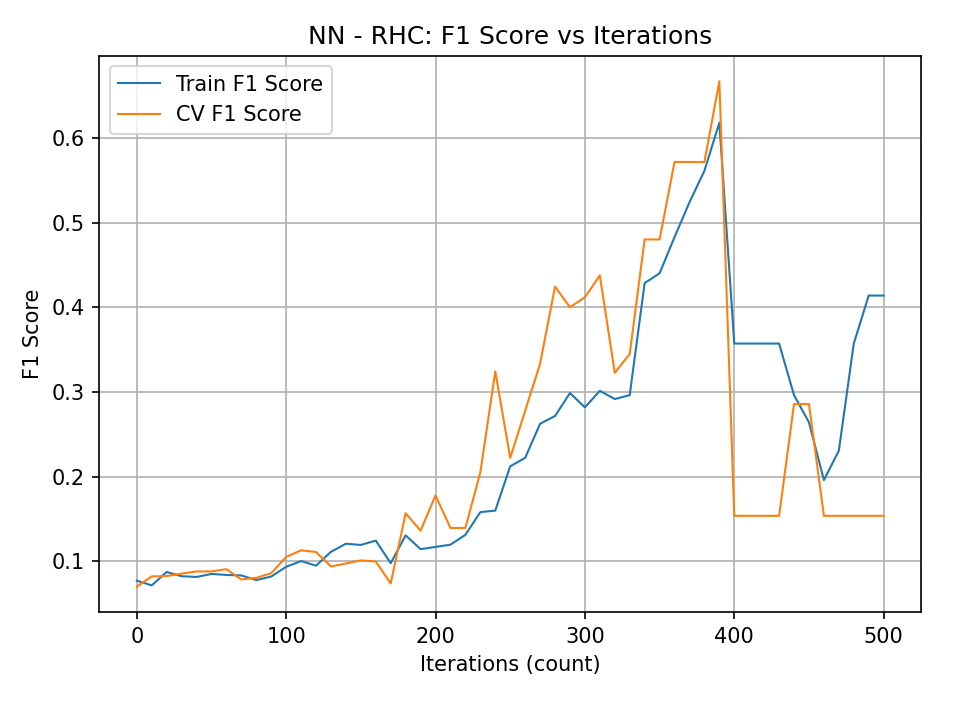 NN - RHC: F1 Score vs Iterations
Train F1 Score
CV F1 Score
F1 Score
0.6
0.5
0.4
0.3
0.2
0.1
0 100 200 300 400 500
Iterations (count)